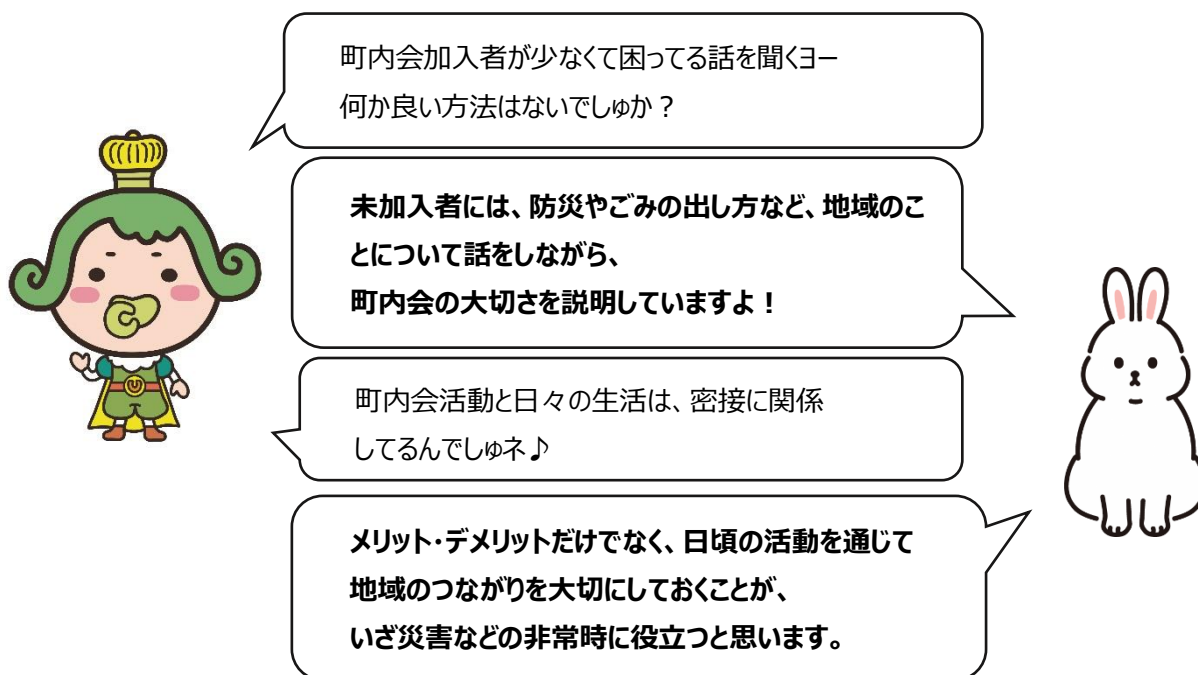 町内会加入者が少なくて困ってる話を聞くヨー
何か良い方法はないでしゅか？
未加入者には、防災やごみの出し方など、地域のこ
とについて話をしながら、
町内会の大切さを説明していますよ！
町内会活動と日々の生活は、密接に関係
してるんでしゅネ♪
メリット・デメリットだけでなく、日頃の活動を通じて
地域のつながりを大切にしておくことが、
いざ災害などの非常時に役立つと思います。